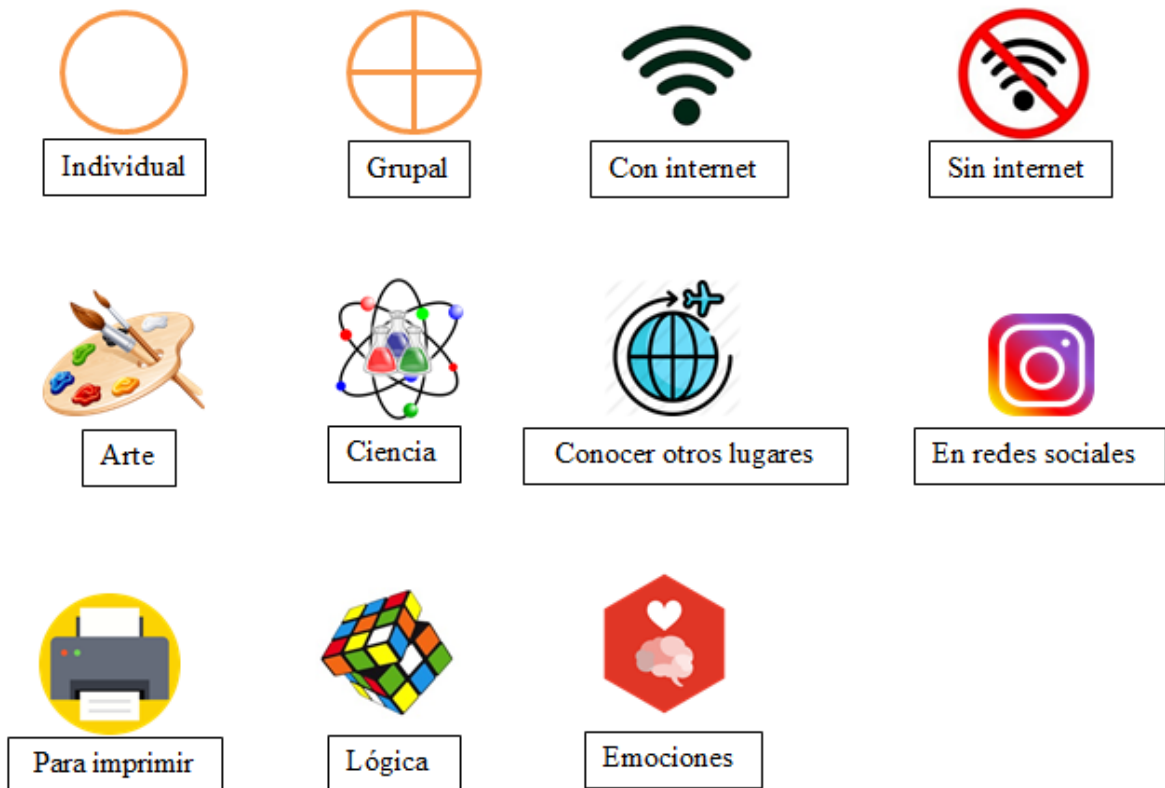 Individual
Grupal
Con internet
Sin internet
Arte
Ciencia
Conocer otros lugares
En redes sociales
Para imprimir
Lógica
Emociones